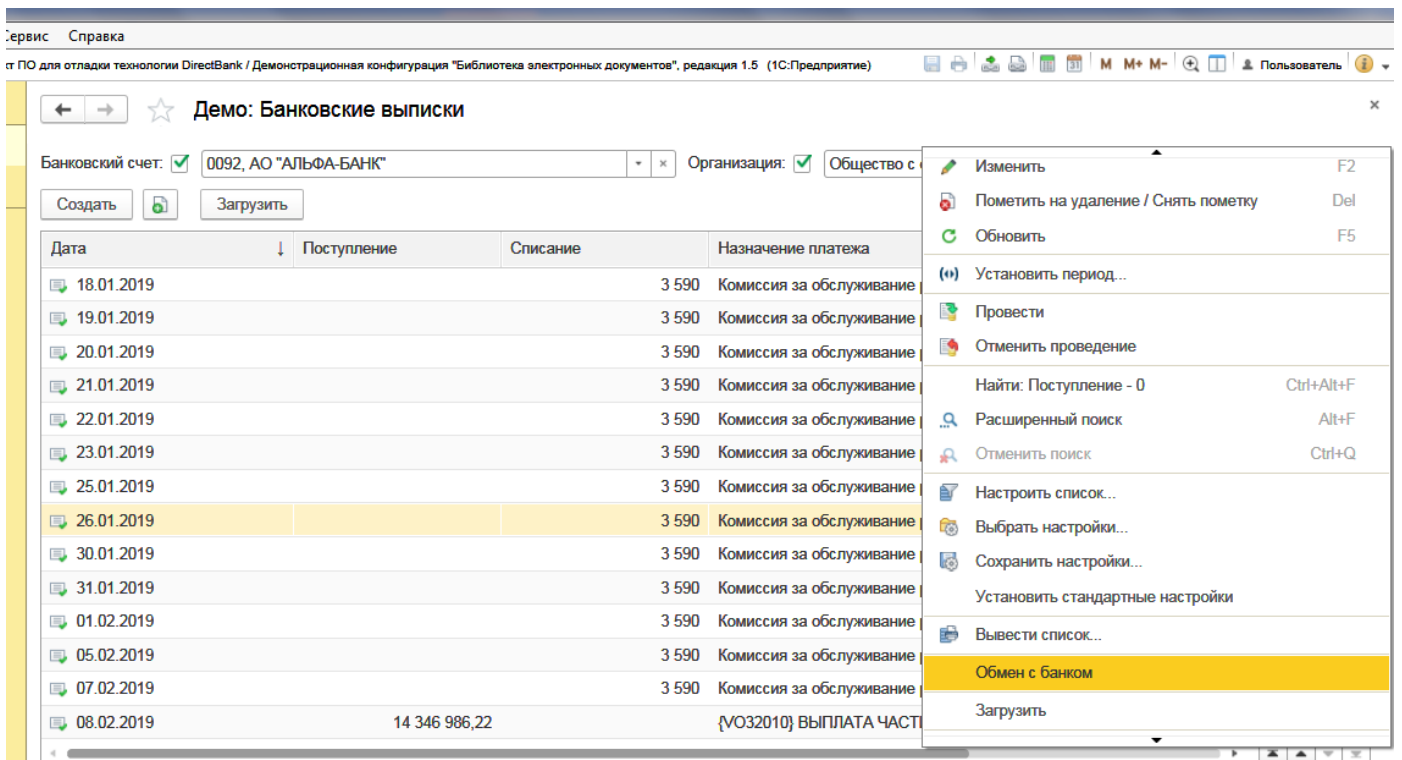 Сервис Справка
кт ПО для отладки технологии DirectBank / Демонстрационная конфигурация "Библиотека электронных документов", редакция 1.5 (1С:Предприятие) 31 M M+ M- Пользователь
Демо: Банковские выписки
Банковский счет: 0092, АО "АЛЬФА-БАНК" Организация: Общество с
Создать Загрузить
Дата Поступление Списание Назначение платежа
18.01.2019 3 590 Комиссия за обслуживание
19.01.2019 3 590 Комиссия за обслуживание
20.01.2019 3 590 Комиссия за обслуживание
21.01.2019 3 590 Комиссия за обслуживание
22.01.2019 3 590 Комиссия за обслуживание
23.01.2019 3 590 Комиссия за обслуживание
25.01.2019 3 590 Комиссия за обслуживание
26.01.2019 3 590 Комиссия за обслуживание
30.01.2019 3 590 Комиссия за обслуживание
31.01.2019 3 590 Комиссия за обслуживание
01.02.2019 3 590 Комиссия за обслуживание
05.02.2019 3 590 Комиссия за обслуживание
07.02.2019 3 590 Комиссия за обслуживание
08.02.2019 14 346 986,22 {VO32010} ВЫПЛАТА ЧАСТИ
Изменить F2
Пометить на удаление / Снять пометку Del
Обновить F5
Установить период...
Провести
Отменить проведение
Найти: Поступление - 0 Ctrl+Alt+F
Расширенный поиск Alt+F
Отменить поиск Ctrl+Q
Настроить список...
Выбрать настройки...
Сохранить настройки...
Установить стандартные настройки
Вывести список...
Обмен с банком
Загрузить